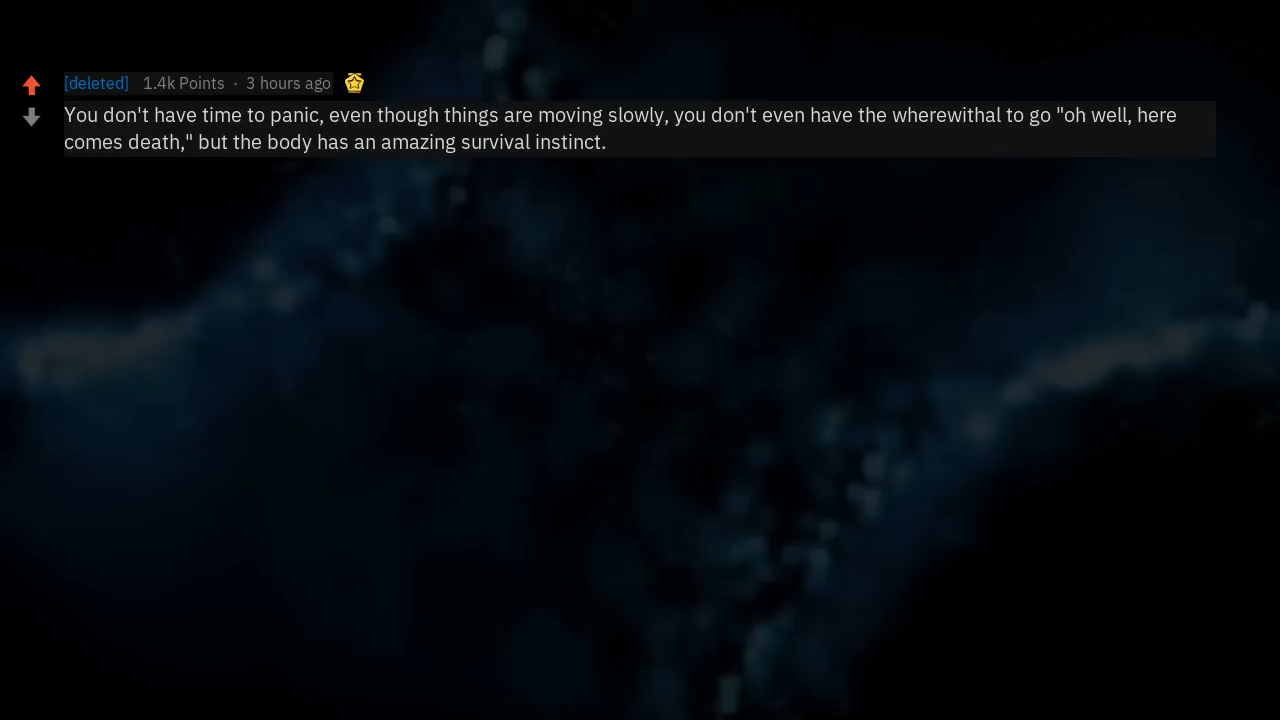 [deleted] 1.4k Points · 3 hours ago
You don't have time to panic, even though things are moving slowly, you don't even have the wherewithal to go "oh well, here
comes death," but the body has an amazing survival instinct.